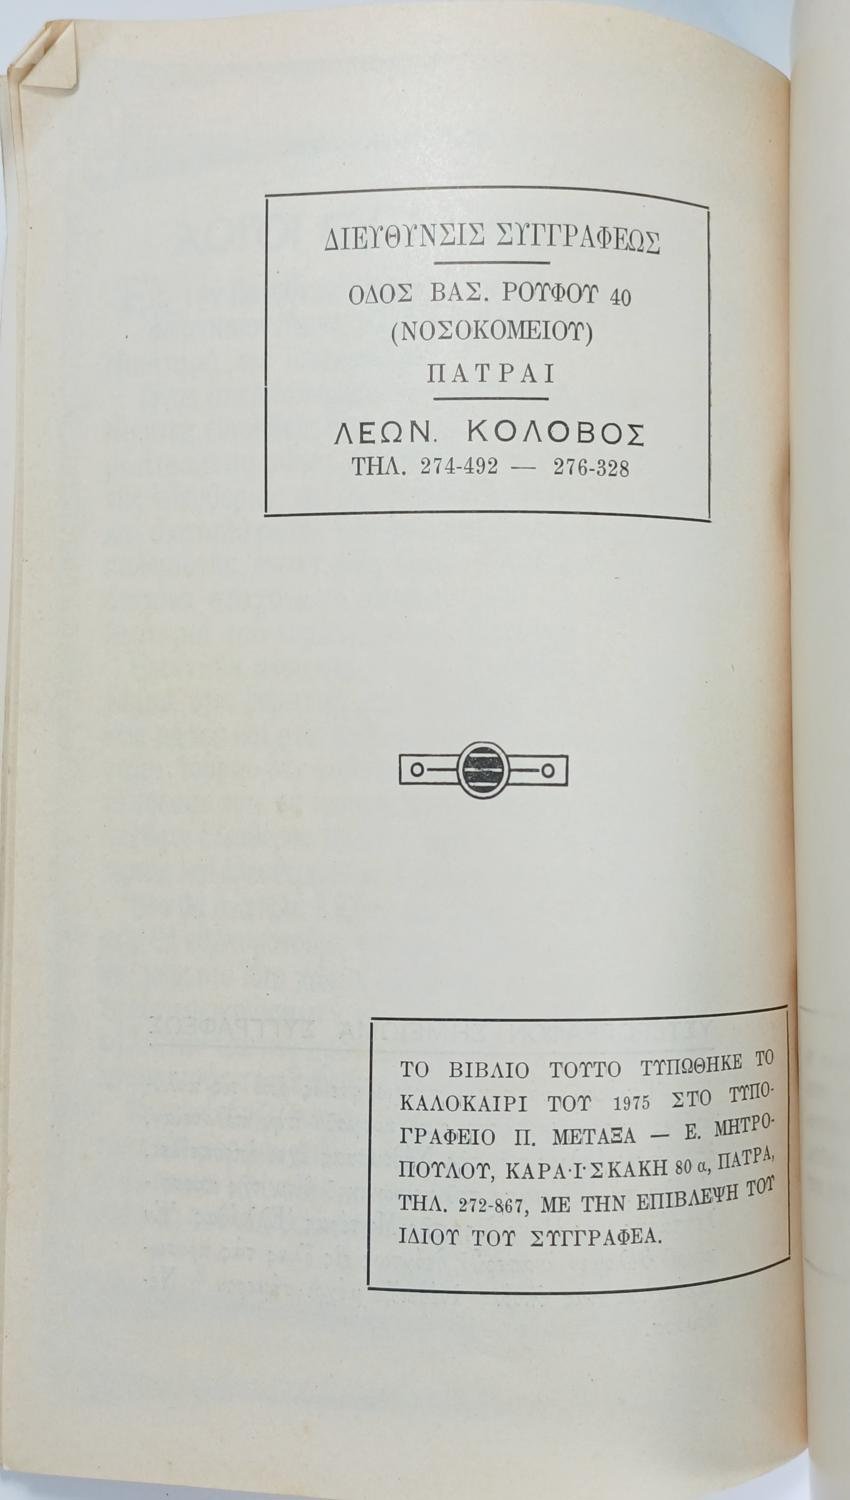 ΔΙΕΥΘΥΝΣΙΣ ΣΥΓΓΡΑΦΕΩΣ
ΟΔΟΣ ΒΑΣ. ΡΟΥΦΟΥ 40
(ΝΟΣΟΚΟΜΕΙΟΥ)
ΠΑΤΡΑΙ
ΛΕΩΝ. ΚΟΛΟΒΟΣ
ΤΗΛ. 274-492 — 276-328
ΤΟ ΒΙΒΛΙΟ ΤΟΥΤΟ ΤΥΠΩΘΗΚΕ ΤΟ
ΚΑΛΟΚΑΙΡΙ ΤΟΥ 1975 ΣΤΟ ΤΥΠΟ-
ΓΡΑΦΕΙΟ Π. ΜΕΤΑΞΑ — Ε. ΜΗΤΡΟ-
ΠΟΥΛΟΥ, ΚΑΡΑ·Ι·ΣΚΑΚΗ 80 α, ΠΑΤΡΑ,
ΤΗΛ. 272-867, ΜΕ ΤΗΝ ΕΠΙΒΛΕΨΗ ΤΟΥ
ΙΔΙΟΥ ΤΟΥ ΣΥΓΓΡΑΦΕΑ.